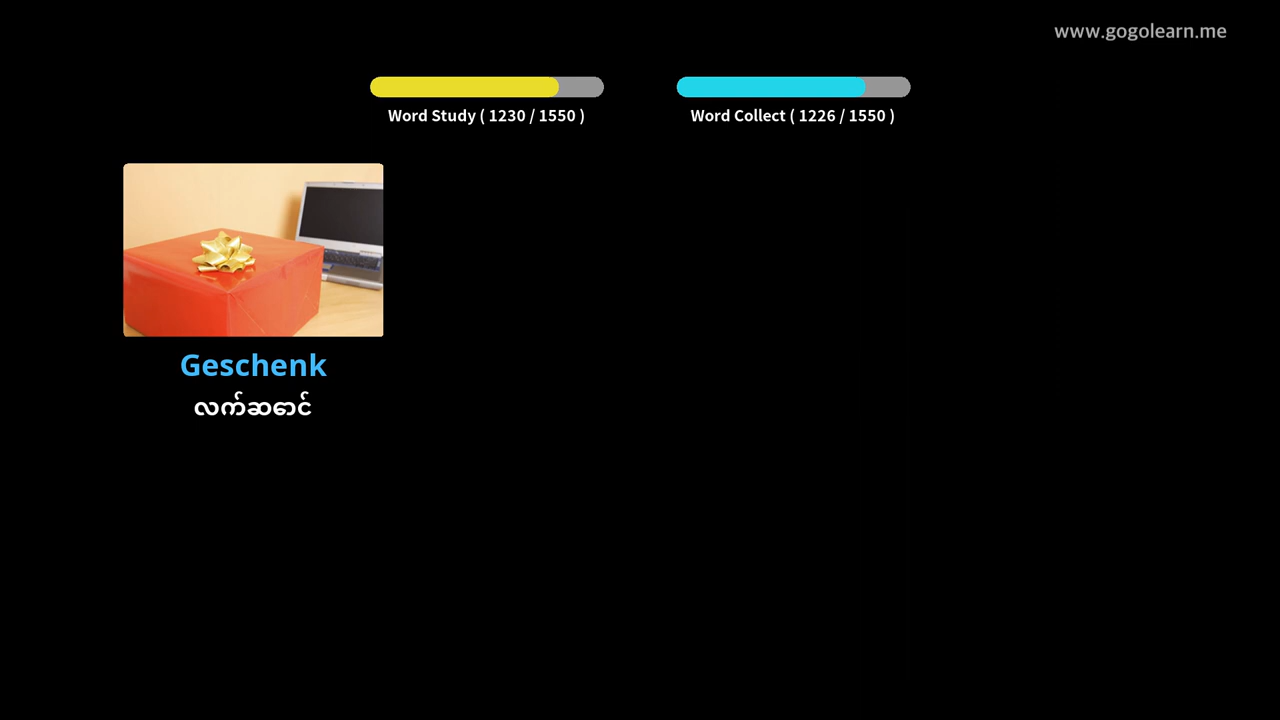 www.gogolearn.me
Word Study ( 1230 / 1550 )
Word Collect ( 1226 / 1550 )
Geschenk
လက်ဆောင်